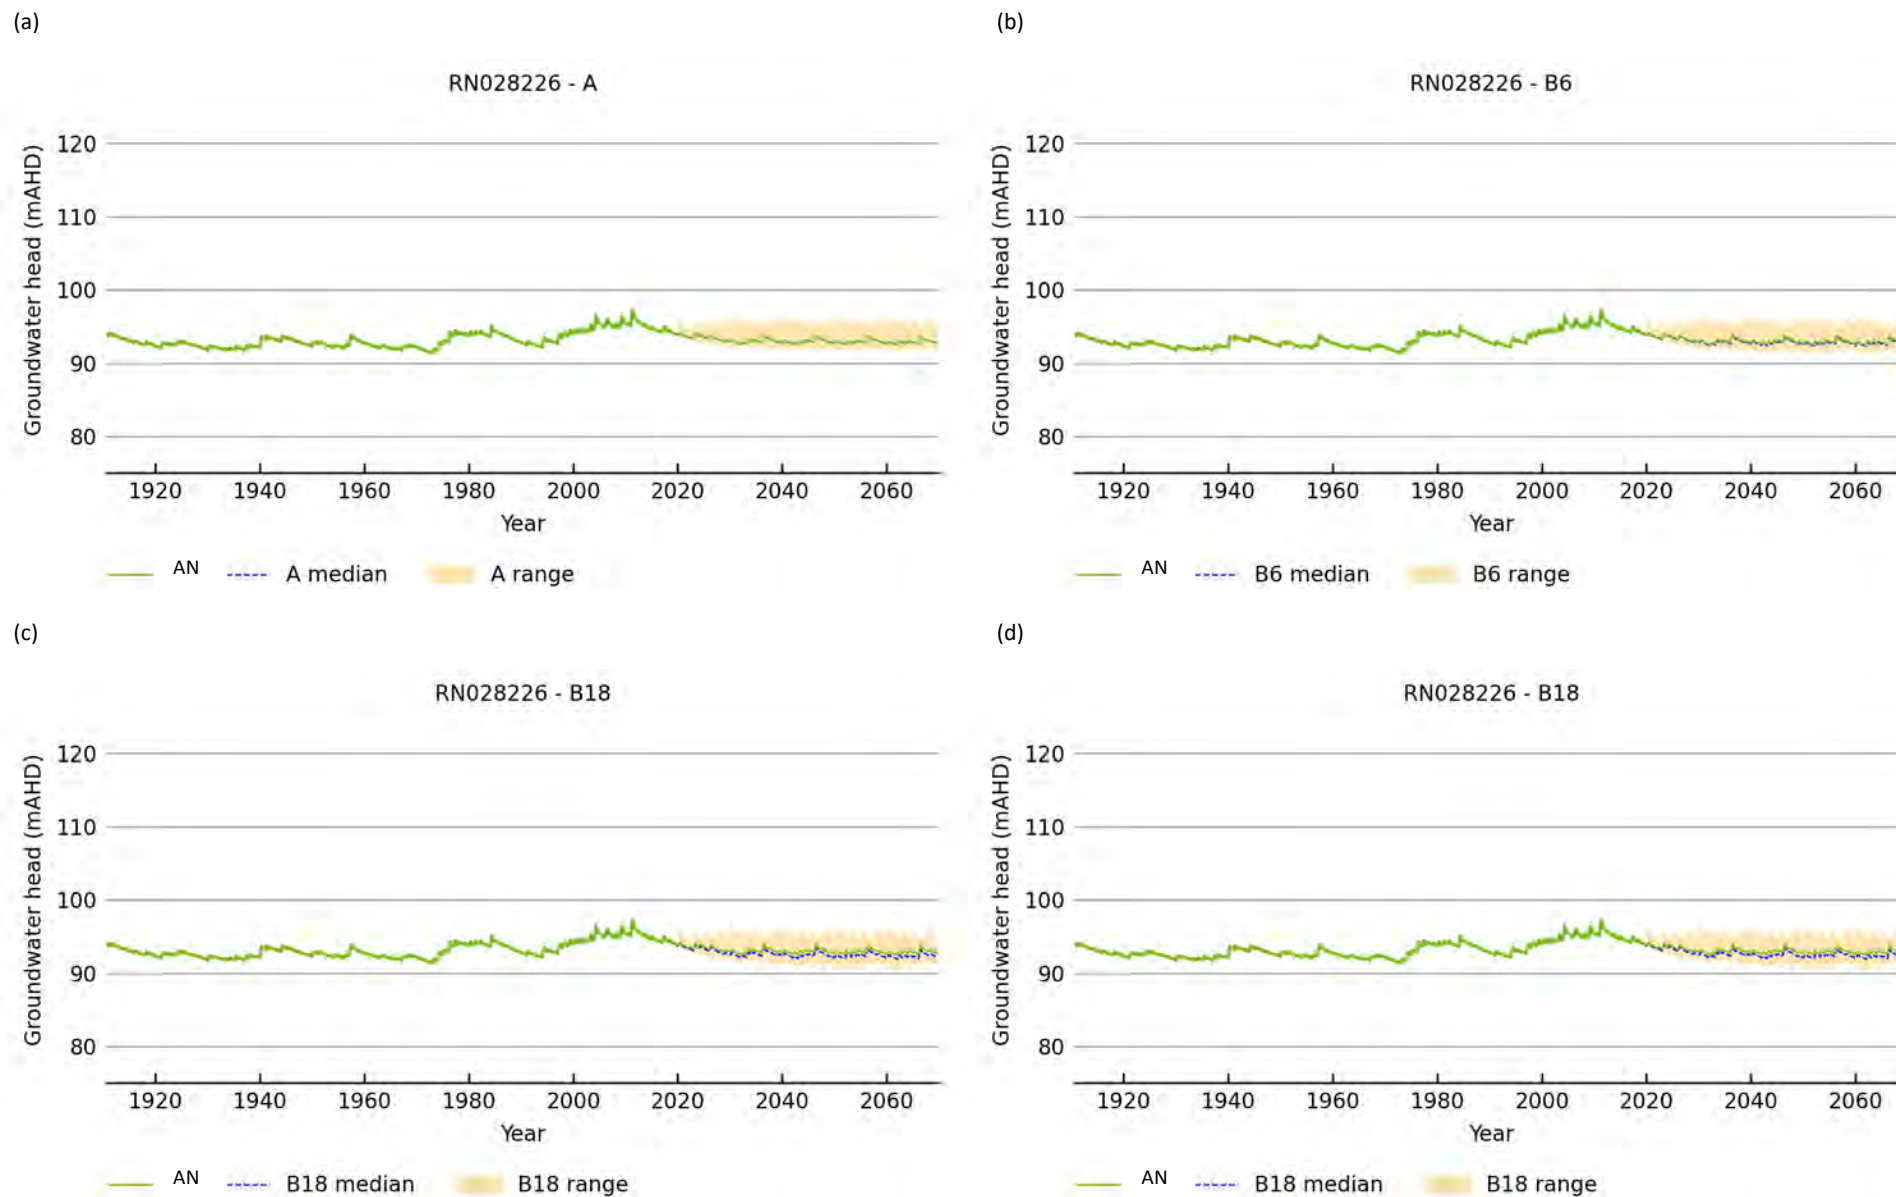 (a)
RN028226 - A
Groundwater head (mAHD)
120
110
100
90
80
1920 1940 1960 1980 2000 2020 2040 2060
Year
AN A median A range
(b)
RN028226 - B6
Groundwater head (mAHD)
120
110
100
90
80
1920 1940 1960 1980 2000 2020 2040 2060
Year
AN B6 median B6 range
(c)
RN028226 - B18
Groundwater head (mAHD)
120
110
100
90
80
1920 1940 1960 1980 2000 2020 2040 2060
Year
AN B18 median B18 range
(d)
RN028226 - B18
Groundwater head (mAHD)
120
110
100
90
80
1920 1940 1960 1980 2000 2020 2040 2060
Year
AN B18 median B18 range